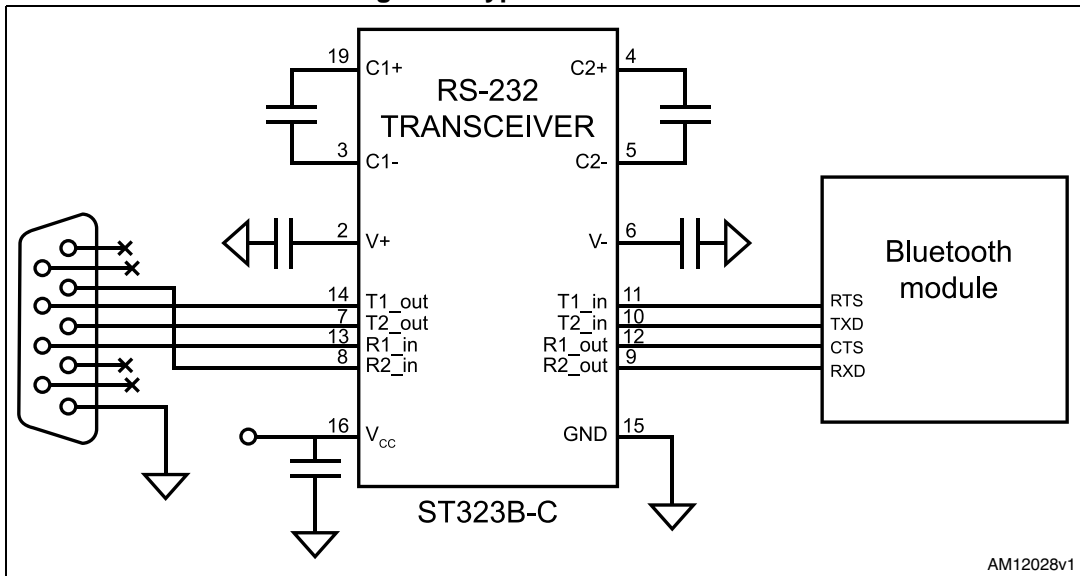 19 C1+ C2+ 4
RS-232
TRANSCEIVER
3 C1- C2- 5
2 V+ V- 6
Bluetooth
module
14 T1_out T1_in 11 RTS
7 T2_out T2_in 10 TXD
13 R1_in R1_out 12 CTS
8 R2_in R2_out 9 RXD
16 VCC GND 15
ST323B-C
AM12028v1